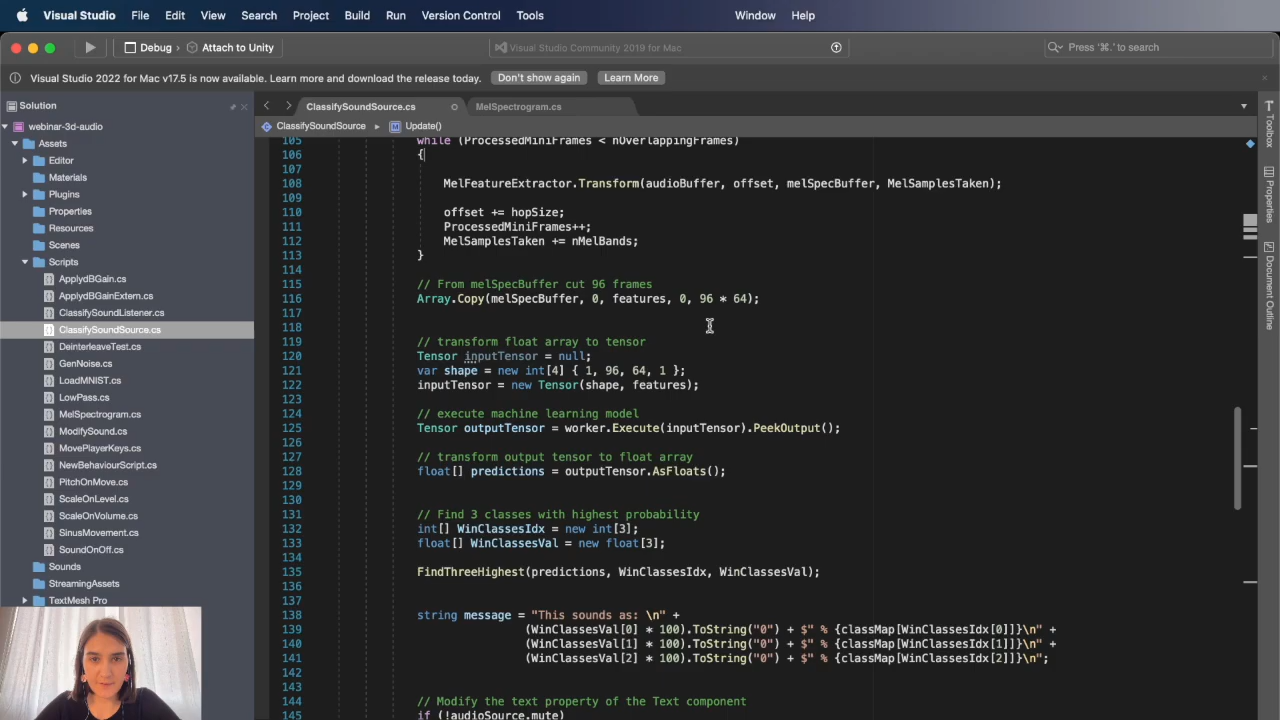 Visual Studio File Edit View Search Project Build Run Version Control Tools Window Help
Debug › Attach to Unity Visual Studio Community 2019 for Mac Press '⌘.' to search
Visual Studio 2022 for Mac v17.5 is now available. Learn more and download the release today. Don't show again Learn More
Solution
webinar-3d-audio
Assets
Editor
Materials
Plugins
Properties
Resources
Scenes
Scripts
ApplydBGain.cs
ApplydBGainExtern.cs
ClassifySoundListener.cs
ClassifySoundSource.cs
DeinterleaveTest.cs
GenNoise.cs
LoadMNIST.cs
LowPass.cs
MelSpectrogram.cs
ModifySound.cs
MovePlayerKeys.cs
NewBehaviourScript.cs
PitchOnMove.cs
ScaleOnLevel.cs
ScaleOnVolume.cs
SinusMovement.cs
SoundOnOff.cs
Sounds
StreamingAssets
TextMesh Pro
ClassifySoundSource.cs MelSpectrogram.cs
ClassifySoundSource Update()
105 while (ProcessedMiniFrames < nOverlappingFrames)
106 {
107
108 MelFeatureExtractor.Transform(audioBuffer, offset, melSpecBuffer, MelSamplesTaken);
109
110 offset += hopSize;
111 ProcessedMiniFrames++;
112 MelSamplesTaken += nMelBands;
113 }
114
115 // From melSpecBuffer cut 96 frames
116 Array.Copy(melSpecBuffer, 0, features, 0, 96 * 64);
117
118
119 // transform float array to tensor
120 Tensor inputTensor = null;
121 var shape = new int[4] { 1, 96, 64, 1 };
122 inputTensor = new Tensor(shape, features);
123
124 // execute machine learning model
125 Tensor outputTensor = worker.Execute(inputTensor).PeekOutput();
126
127 // transform output tensor to float array
128 float[] predictions = outputTensor.AsFloats();
129
130
131 // Find 3 classes with highest probability
132 int[] WinClassesIdx = new int[3];
133 float[] WinClassesVal = new float[3];
134
135 FindThreeHighest(predictions, WinClassesIdx, WinClassesVal);
136
137
138 string message = "This sounds as: \n" +
139 (WinClassesVal[0] * 100).ToString("0") + $" % {classMap[WinClassesIdx[0]]}\n" +
140 (WinClassesVal[1] * 100).ToString("0") + $" % {classMap[WinClassesIdx[1]]}\n" +
141 (WinClassesVal[2] * 100).ToString("0") + $" % {classMap[WinClassesIdx[2]]}\n";
142
143
144 // Modify the text property of the Text component
145 if (!audioSource.mute)
Toolbox
Properties
Document Outline